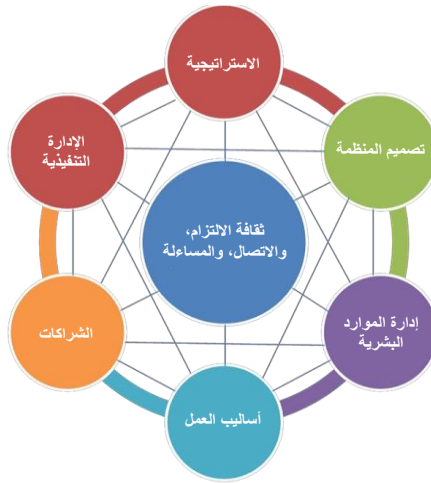 الاستراتيجية
الإدارة
التنفيذية
تصميم المنظمة
ثقافة الالتزام،
والاتصال، والمساءلة
الشراكات
إدارة الموارد
البشرية
أساليب العمل